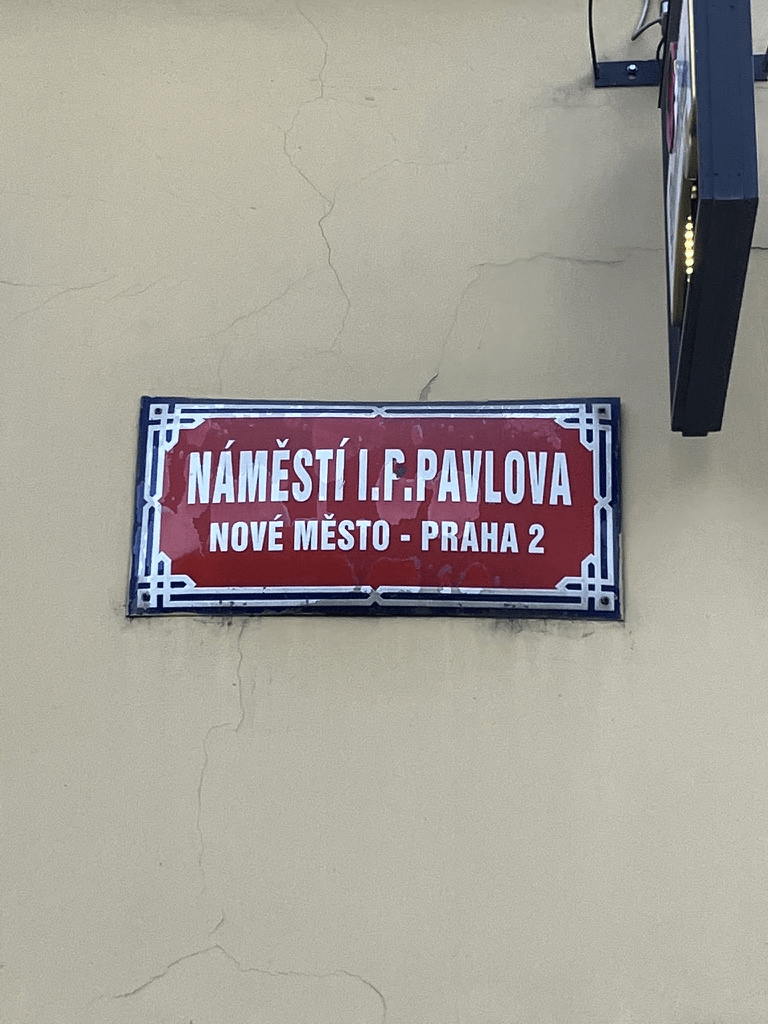 NÁMĚSTÍ I.P.PAVLOVA
NOVÉ MĚSTO - PRAHA 2